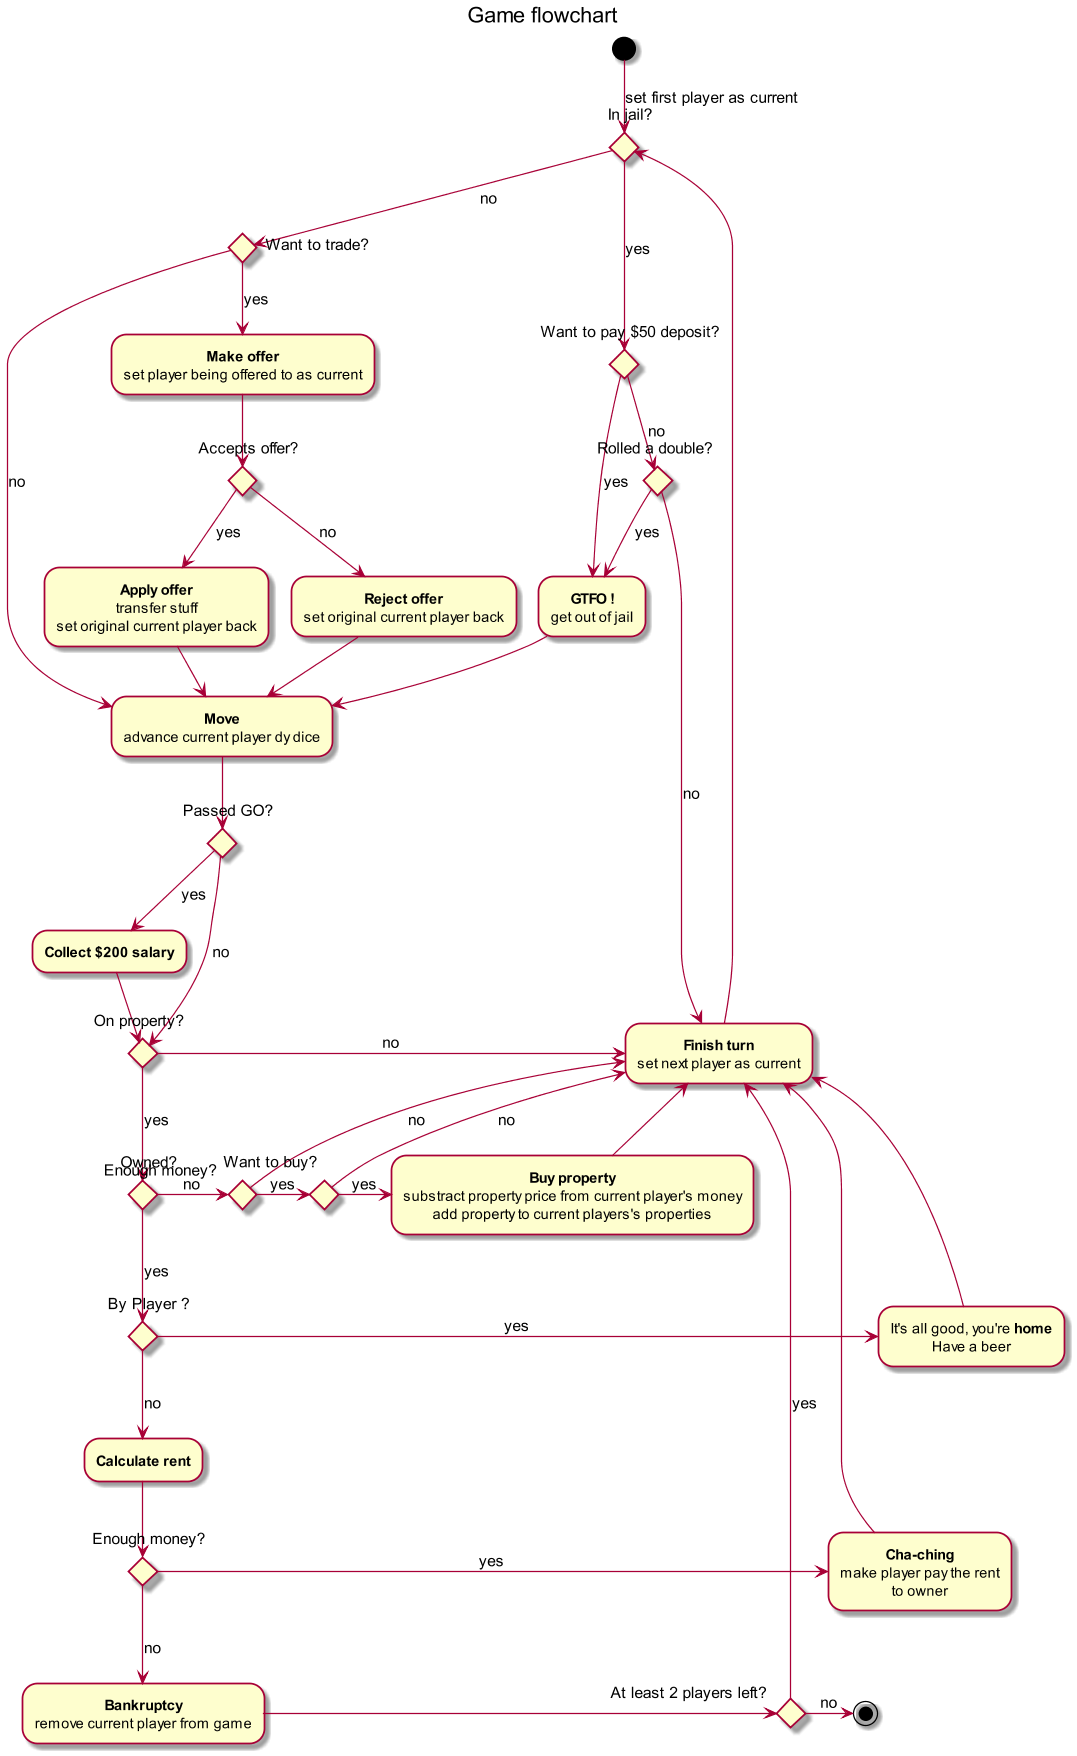 Game flowchart
set first player as current
In jail?
no
Want to trade?
yes
yes
Want to pay $50 deposit?
Make offer
set player being offered to as current
no
Accepts offer?
Rolled a double?
no
yes
yes
no
yes
Apply offer
transfer stuff
set original current player back
Reject offer
set original current player back
GTFO !
get out of jail
Move
advance current player dy dice
no
Passed GO?
yes
Collect $200 salary
no
On property?
no
Finish turn
set next player as current
yes
no
no
Owned?
Enough money?
Want to buy?
no
yes
yes
Buy property
substract property price from current player's money
add property to current players's properties
yes
By Player ?
yes
It's all good, you're home
Have a beer
no
yes
Calculate rent
Enough money?
yes
Cha-ching
make player pay the rent
to owner
no
Bankruptcy
remove current player from game
At least 2 players left?
no